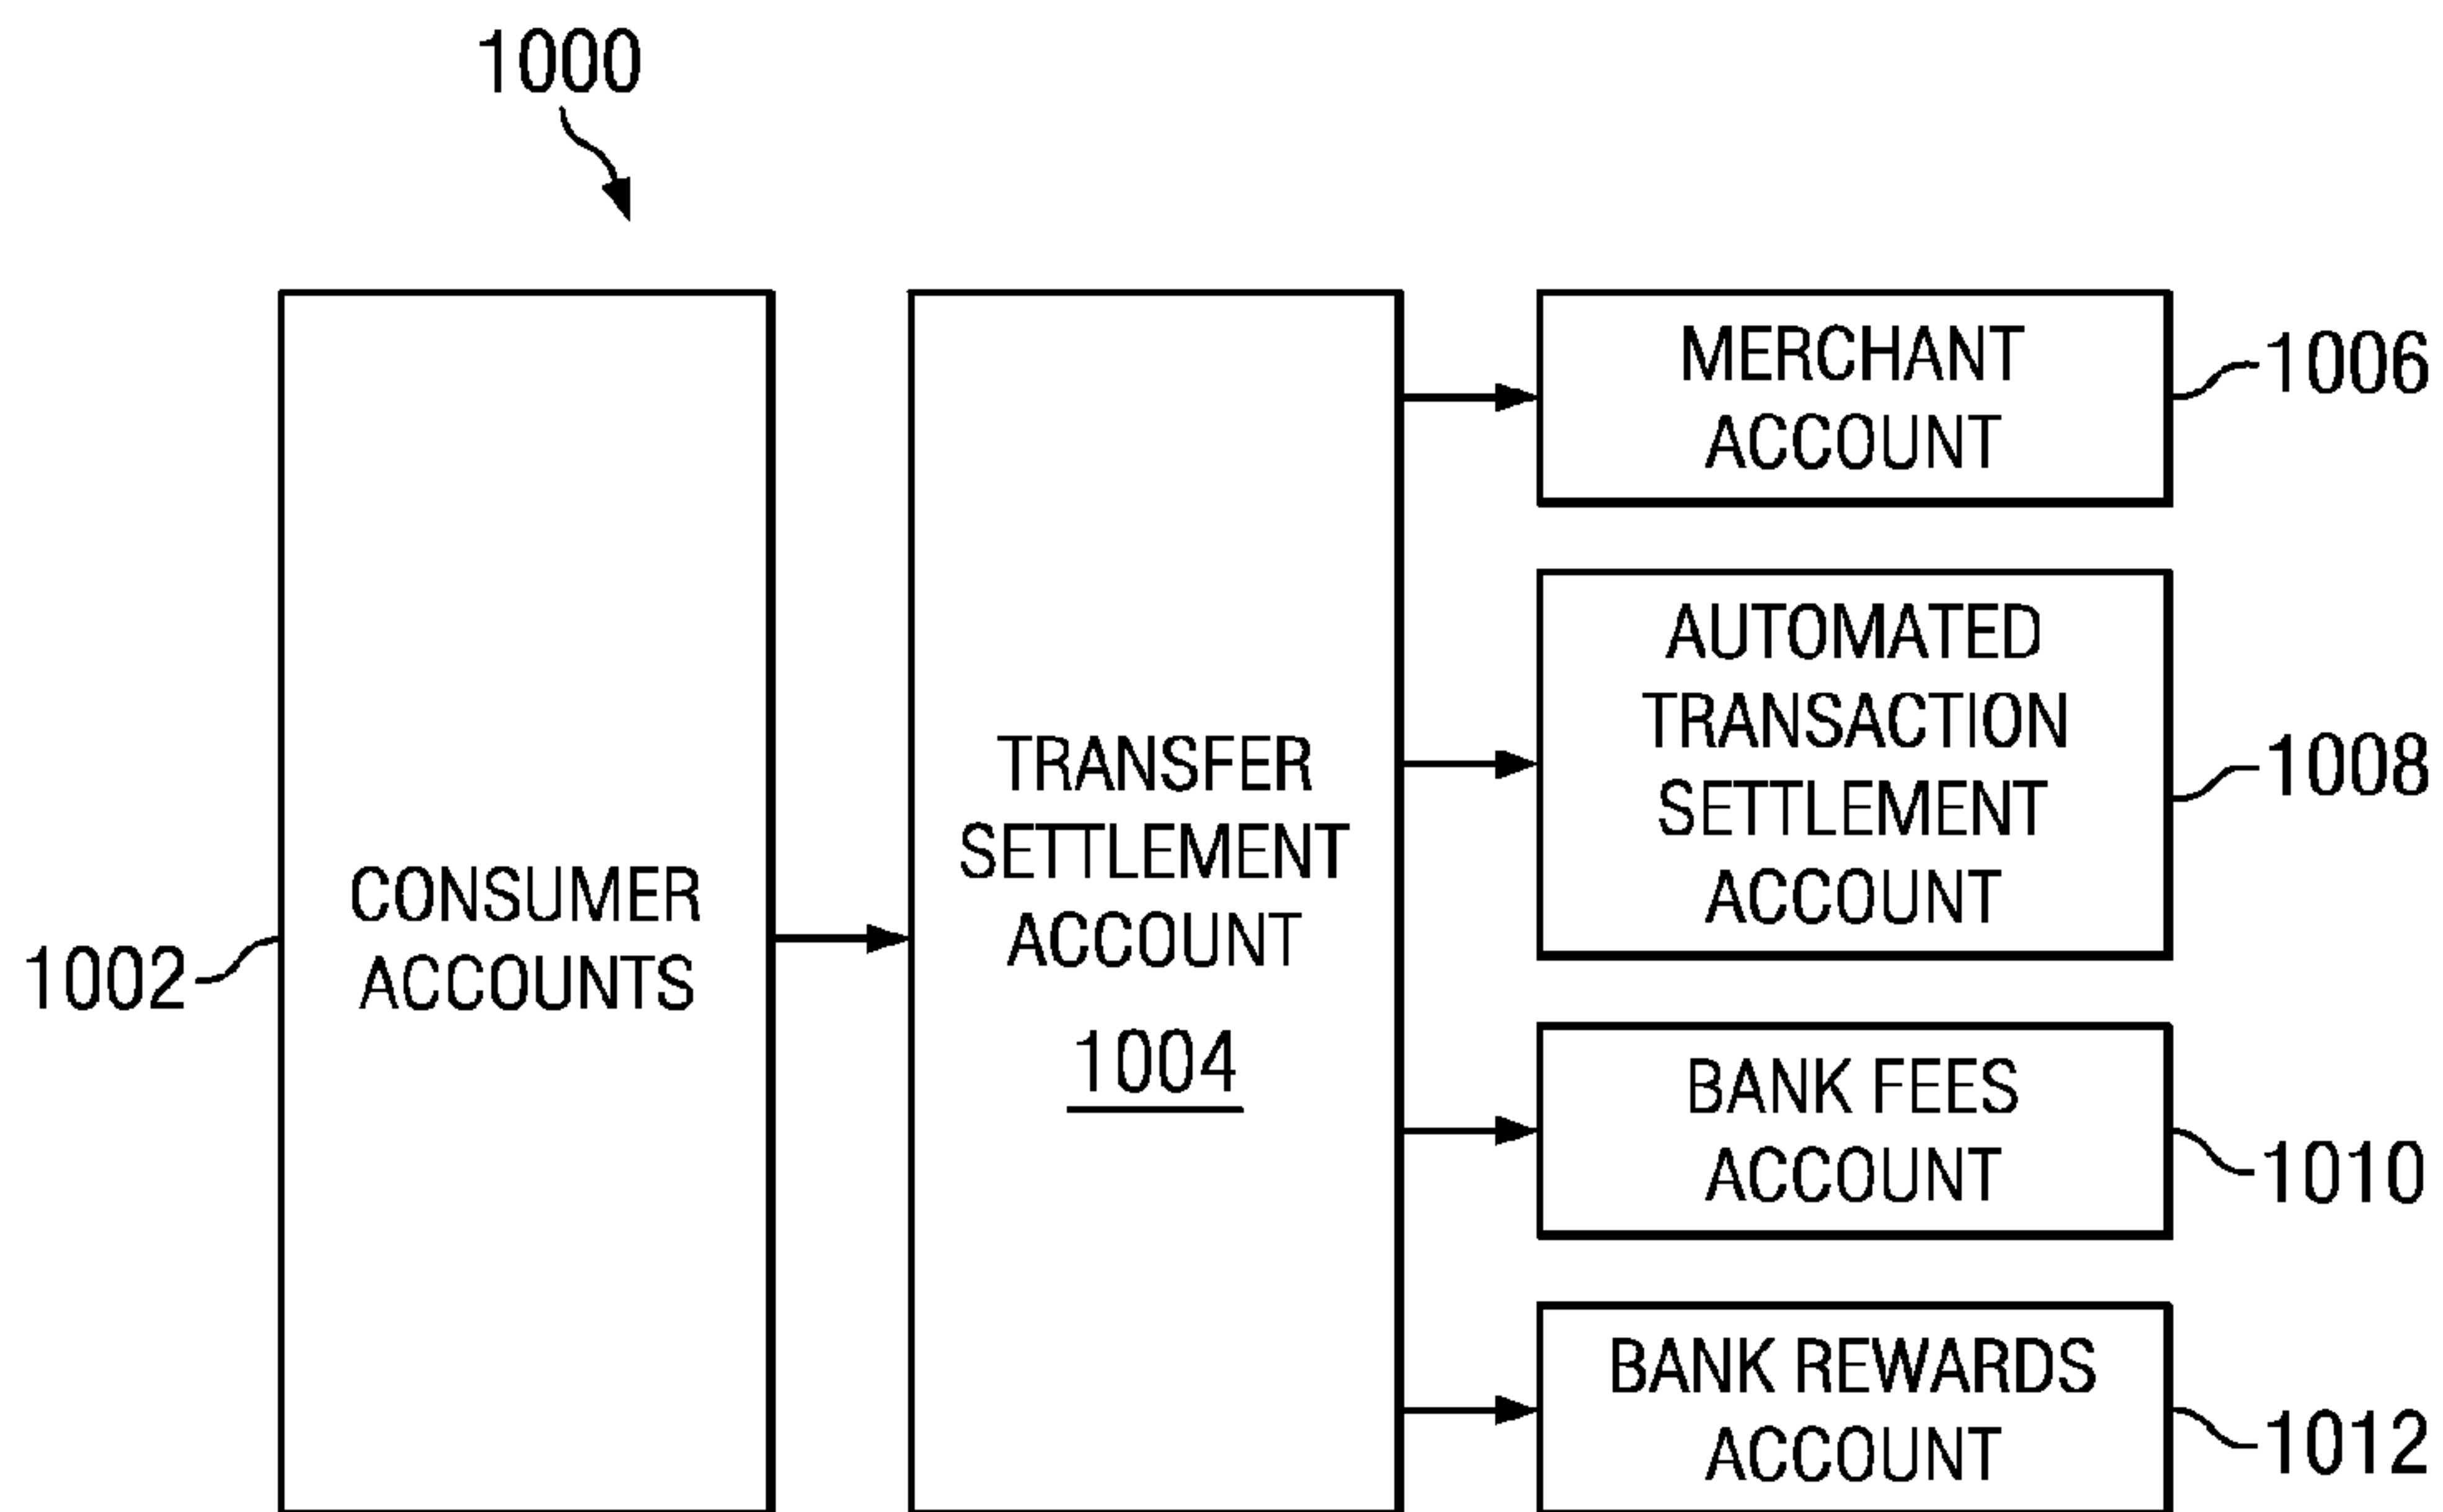 1000
1002
CONSUMER
ACCOUNTS
TRANSFER
SETTLEMENT
ACCOUNT
1004
MERCHANT
ACCOUNT
1006
AUTOMATED
TRANSACTION
SETTLEMENT
ACCOUNT
1008
BANK FEES
ACCOUNT
1010
BANK REWARDS
ACCOUNT
1012